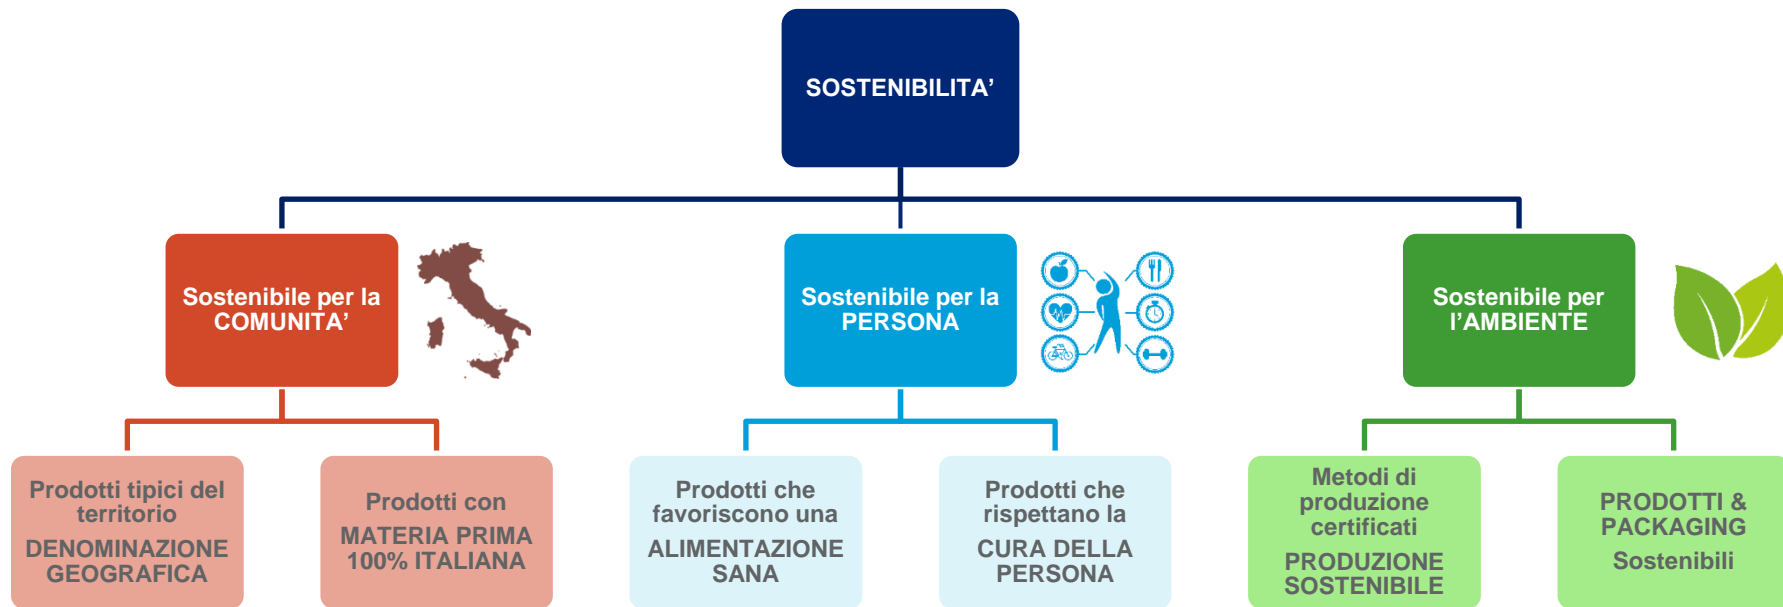 SOSTENIBILITA’
Sostenibile per la
COMUNITA’
Sostenibile per la
PERSONA
Sostenibile per
l’AMBIENTE
Prodotti tipici del
territorio
DENOMINAZIONE
GEOGRAFICA
Prodotti con
MATERIA PRIMA
100% ITALIANA
Prodotti che
favoriscono una
ALIMENTAZIONE
SANA
Prodotti che
rispettano la
CURA DELLA
PERSONA
Metodi di
produzione
certificati
PRODUZIONE
SOSTENIBILE
PRODOTTI &
PACKAGING
Sostenibili